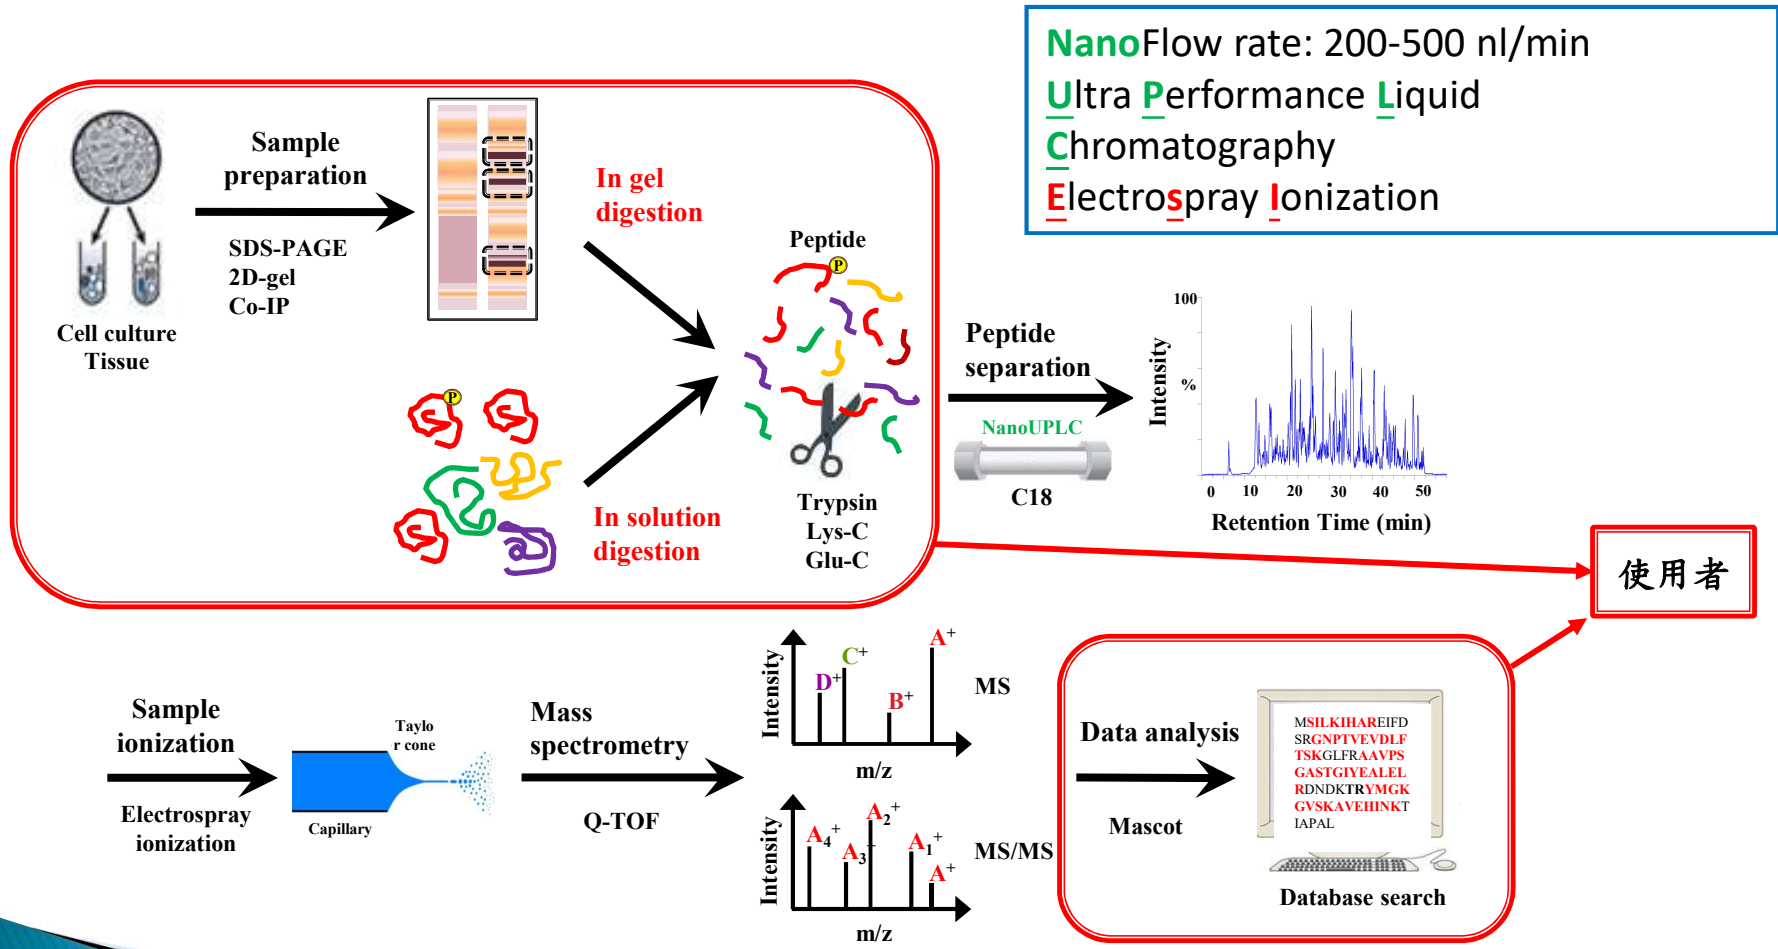 NanoFlow rate: 200-500 nl/min
Ultra Performance Liquid
Chromatography
Electrospray Ionization
Cell culture
Tissue
Sample
preparation
SDS-PAGE
2D-gel
Co-IP
In gel
digestion
P
In solution
digestion
Peptide
P
Trypsin
Lys-C
Glu-C
Peptide
separation
NanoUPLC
C18
Intensity
100
%
0 10 20 30 40 50
Retention Time (min)
使用者
Sample
ionization
Electrospray
ionization
Taylo
r cone
Capillary
Mass
spectrometry
Q-TOF
Intensity
D+
C+
B+
A+
m/z
MS
Intensity
A4+
A3+
A2+
A1+
A+
m/z
MS/MS
Data analysis
Mascot
MSILKIHAREIFD
SRGNPTVEVDLF
TSKGLFRAAVPS
GASTGIYEALEL
RDNDKTRYMGK
GVSKAVEHINKT
IAPAL
Database search